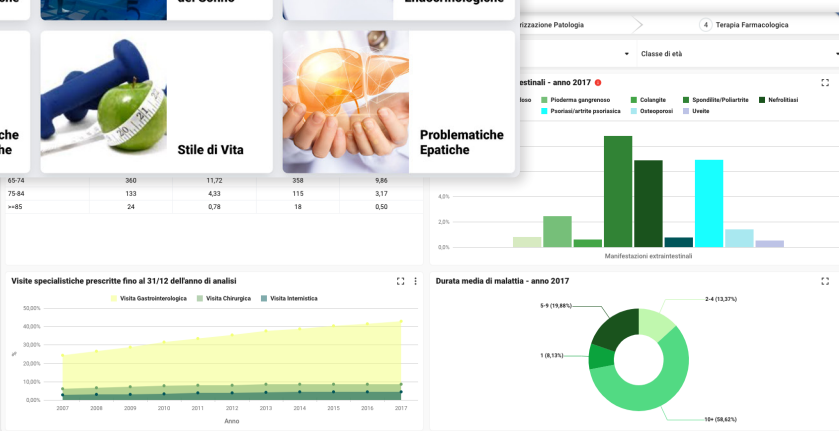 del Sonno
Endocrinologiche
Stile di Vita
Problematiche
Epatiche
che
he
4 Terapia Farmacologica
Classe di età
estinali - anno 2017
Pioderma gangrenoso
Colangite
Spondilite/Poliartrite
Nefrolitiasi
Psoriasi/artrite psoriasica
Osteoporosi
Uveite
4,0%
2,0%
0,0%
Manifestazioni extraintestinali
65-74 360 11,72 358 9,86
75-84 133 4,33 115 3,17
>=85 24 0,78 18 0,50
Visite specialistiche prescritte fino al 31/12 dell'anno di analisi
Visita Gastrointerologica Visita Chirurgica Visita Internistica
50,00%
40,00%
30,00%
20,00%
10,00%
0,00%
%
2007 2008 2009 2010 2011 2012 2013 2014 2015 2016 2017
Anno
Durata media di malattia - anno 2017
5-9 (19,88%)
2-4 (13,37%)
1 (8,13%)
10+ (58,62%)